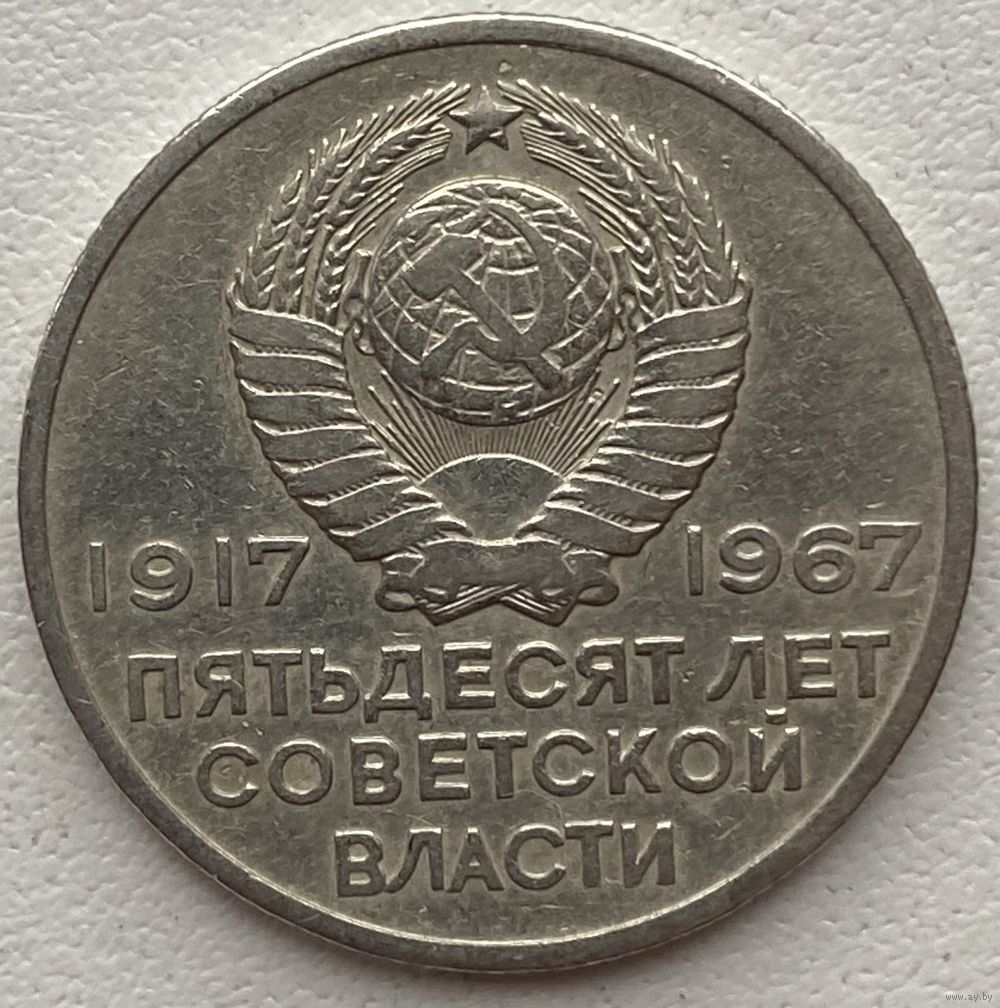 1917 1967
ПЯТЬДЕСЯТ ЛЕТ
СОВЕТСКОЙ
ВЛАСТИ
www.ay.by